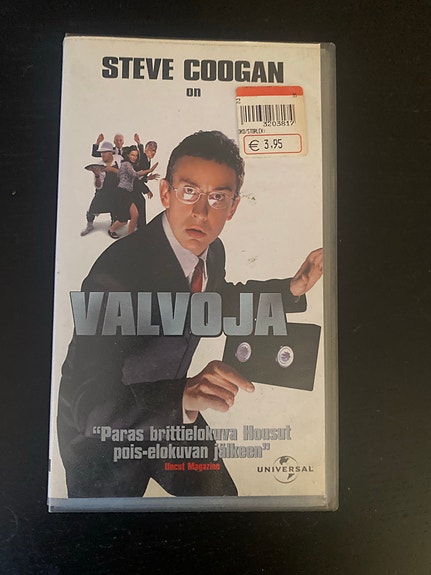 STEVE COOGAN
on
€ 3.95
VALVOJA
"Paras brittielokuva Housut
pois-elokuvan jälkeen"
Uncut Magazine
UNIVERSAL